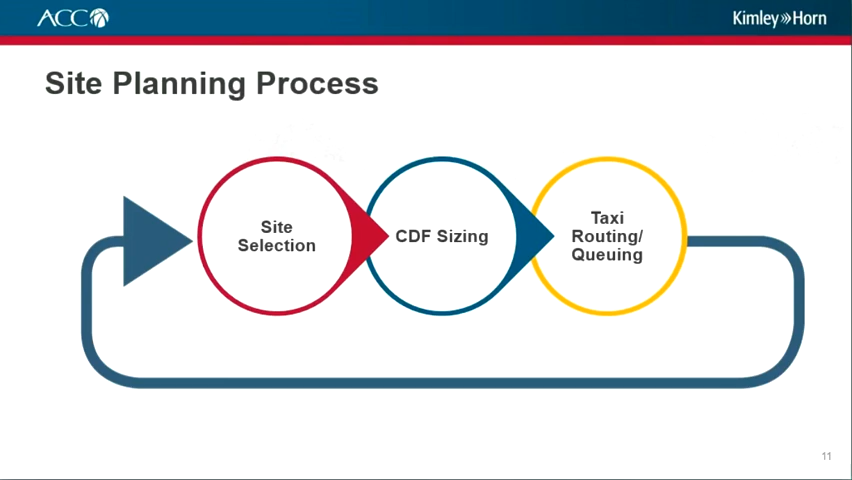 ACC
Kimley»Horn
Site Planning Process
Site
Selection
CDF Sizing
Taxi
Routing/
Queuing
11